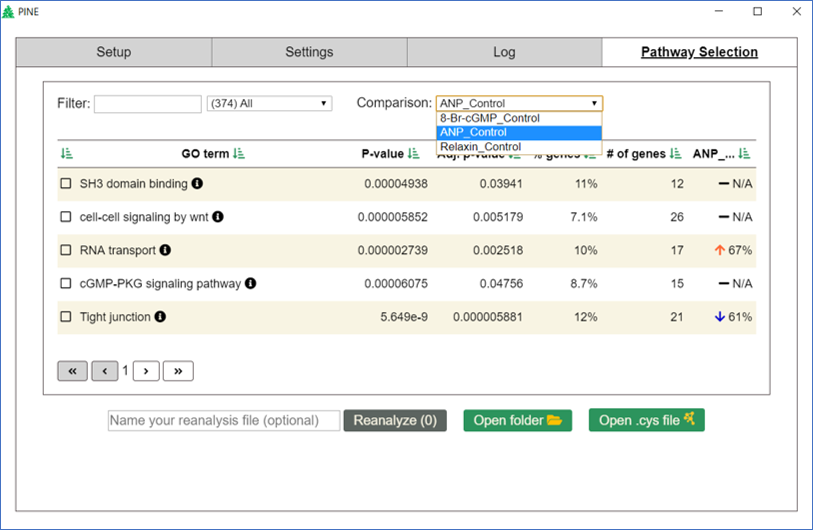 PINE
Setup Settings Log Pathway Selection
Filter: (374) All Comparison: ANP_Control
8-Br-cGMP_Control
ANP_Control
Relaxin_Control
GO term P-value Adj. p-value % genes # of genes ANP_...
SH3 domain binding 0.00004938 0.03941 11% 12 N/A
cell-cell signaling by wnt 0.000005852 0.005179 7.1% 26 N/A
RNA transport 0.000002739 0.002518 10% 17 67%
cGMP-PKG signaling pathway 0.00006075 0.04756 8.7% 15 N/A
Tight junction 5.649e-9 0.000005881 12% 21 61%
« ‹ 1 › »
Name your reanalysis file (optional) Reanalyze (0) Open folder Open .cys file